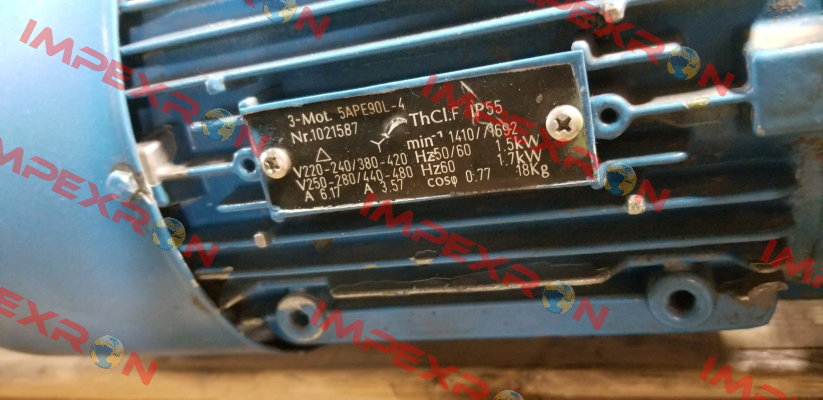 3-Mot. 5APE90L-4
Nr.1021587 ThCl.F IP55
min⁻¹ 1410/1692
V220-240/380-420 Hz50/60 1.5kW
V250-280/440-480 Hz60 1.7kW
A 6.17 A 3.57 cosφ 0.77 18Kg
IMPEXRON
IMPEXRON
IMPEXRON
IMPEXRON
IMPEXRON
IMPEXRON
IMPEXRON